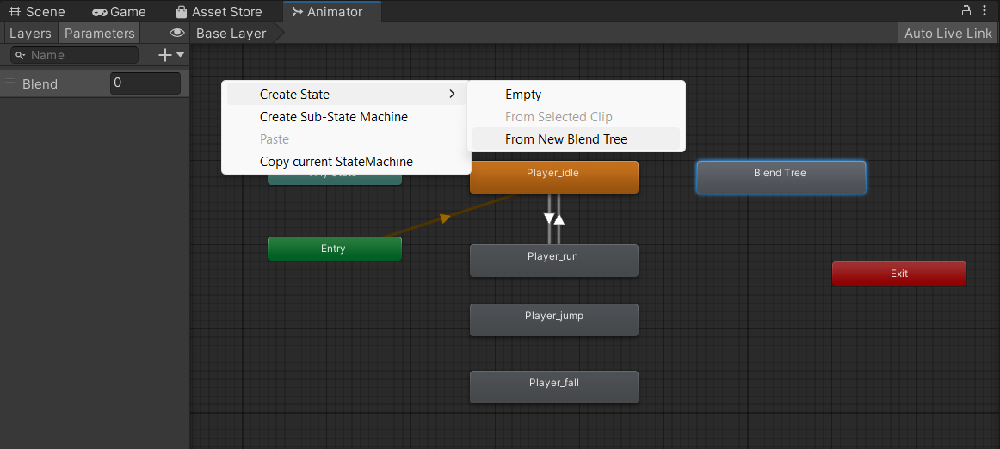 Scene Game Asset Store Animator
Layers Parameters Base Layer Auto Live Link
Name
Blend 0
Create State Empty
Create Sub-State Machine From Selected Clip
Paste From New Blend Tree
Copy current StateMachine
Any State Player_idle Blend Tree
Entry Player_run
Exit
Player_jump
Player_fall